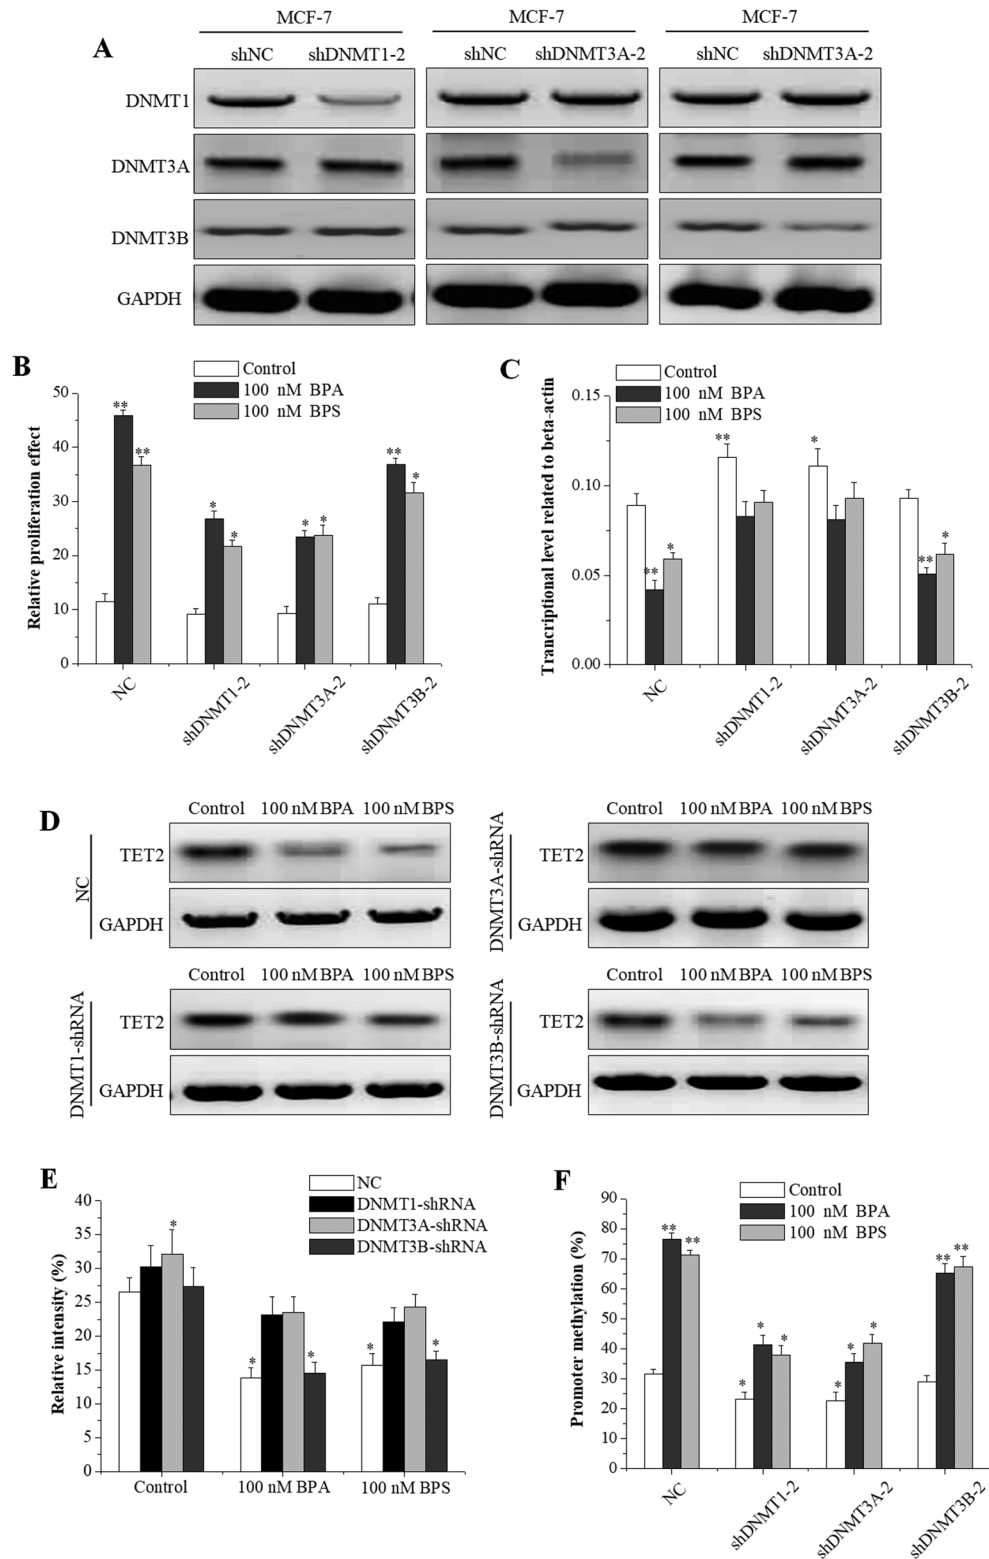 MCF-7 MCF-7 MCF-7
A
shNC shDNMT1-2 shNC shDNMT3A-2 shNC shDNMT3A-2
DNMT1
DNMT3A
DNMT3B
GAPDH
B
Control
100 nM BPA
100 nM BPS
Relative proliferation effect
50
40
30
20
10
0
** ** * * * * ** *
NC shDNMT1-2 shDNMT3A-2 shDNMT3B-2
C
Control
100 nM BPA
100 nM BPS
Trancriptional level related to beta-actin
0.15
0.10
0.05
0.00
** * ** * ** *
NC shDNMT1-2 shDNMT3A-2 shDNMT3B-2
D
Control 100 nM BPA 100 nM BPS
NC
TET2
GAPDH
Control 100 nM BPA 100 nM BPS
DNMT3A-shRNA
TET2
GAPDH
Control 100 nM BPA 100 nM BPS
DNMT1-shRNA
TET2
GAPDH
Control 100 nM BPA 100 nM BPS
DNMT3B-shRNA
TET2
GAPDH
E
NC
DNMT1-shRNA
DNMT3A-shRNA
DNMT3B-shRNA
Relative intensity (%)
40
35
30
25
20
15
10
5
0
* * * * *
Control 100 nM BPA 100 nM BPS
F
Control
100 nM BPA
100 nM BPS
Promoter methylation (%)
90
80
70
60
50
40
30
20
10
0
** ** * * * * * * ** **
NC shDNMT1-2 shDNMT3A-2 shDNMT3B-2